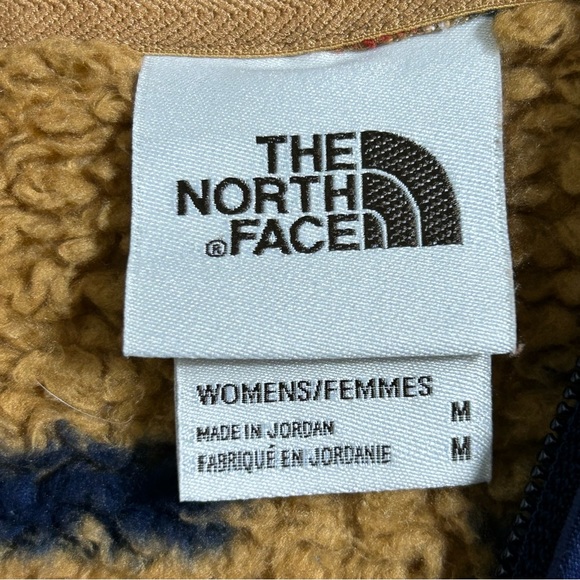 THE
NORTH
® FACE
WOMENS/FEMMES
MADE IN JORDAN M
FABRIQUÉ EN JORDANIE M